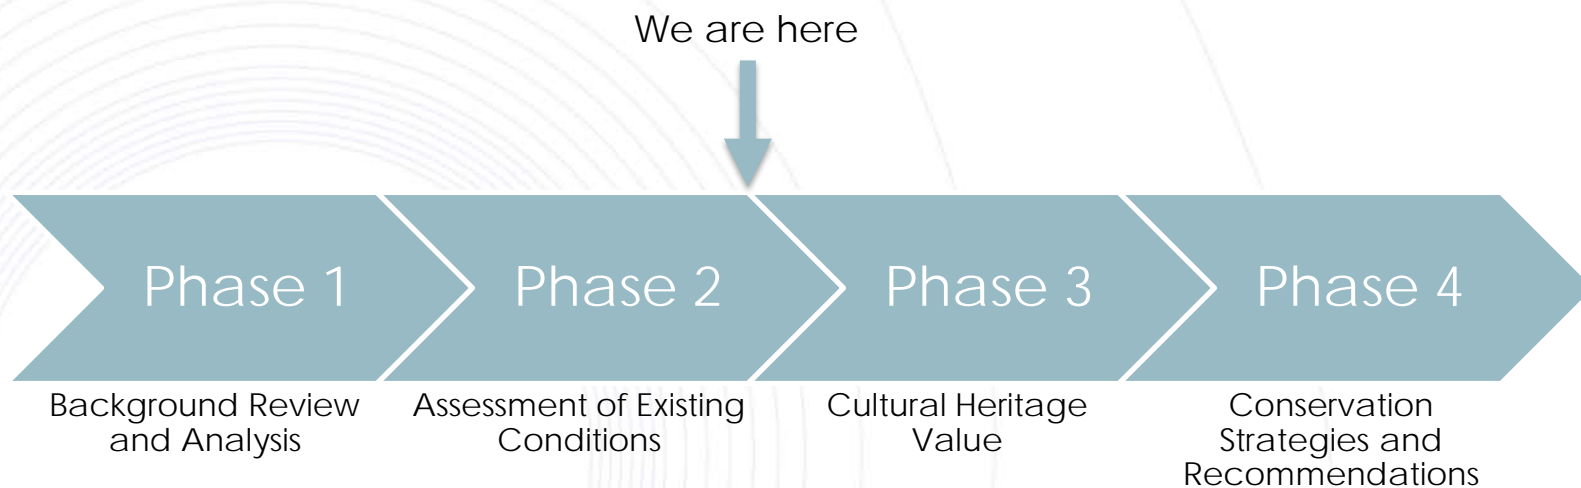 We are here
Phase 1
Phase 2
Phase 3
Phase 4
Background Review
and Analysis
Assessment of Existing
Conditions
Cultural Heritage
Value
Conservation
Strategies and
Recommendations